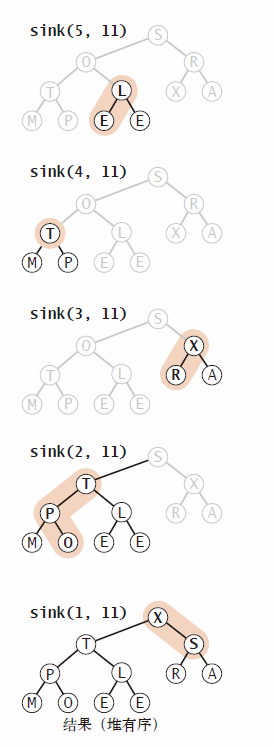 sink(5, 11)
S
O R
T L X A
M P E E
sink(4, 11)
S
O R
T L X A
M P E E
sink(3, 11)
S
O X
T L R A
M P E E
sink(2, 11)
S
T X
P L R A
M O E E
sink(1, 11)
X
T S
P L R A
M O E E
结果（堆有序）